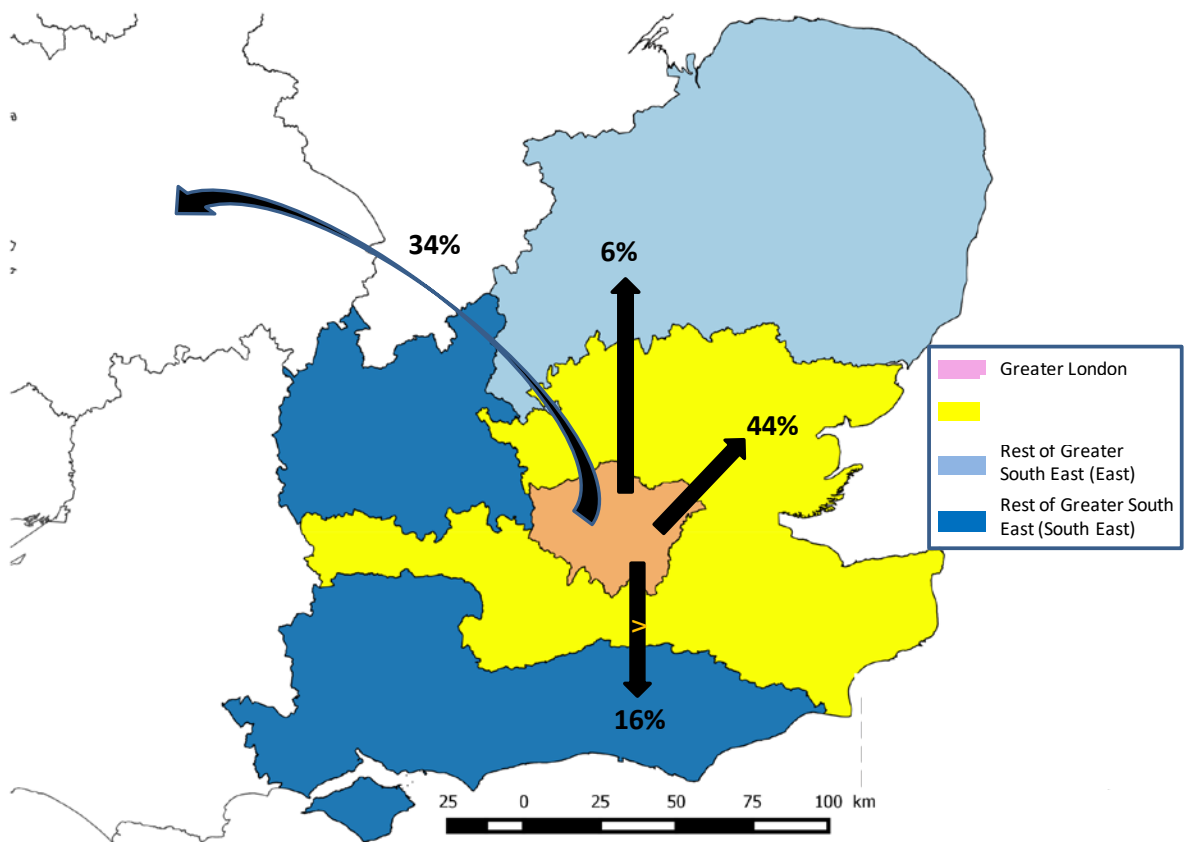 34%
6%
44%
Greater London
Rest of Greater
South East (East)
Rest of Greater South
East (South East)
>
16%
25 0 25 50 75 100 km